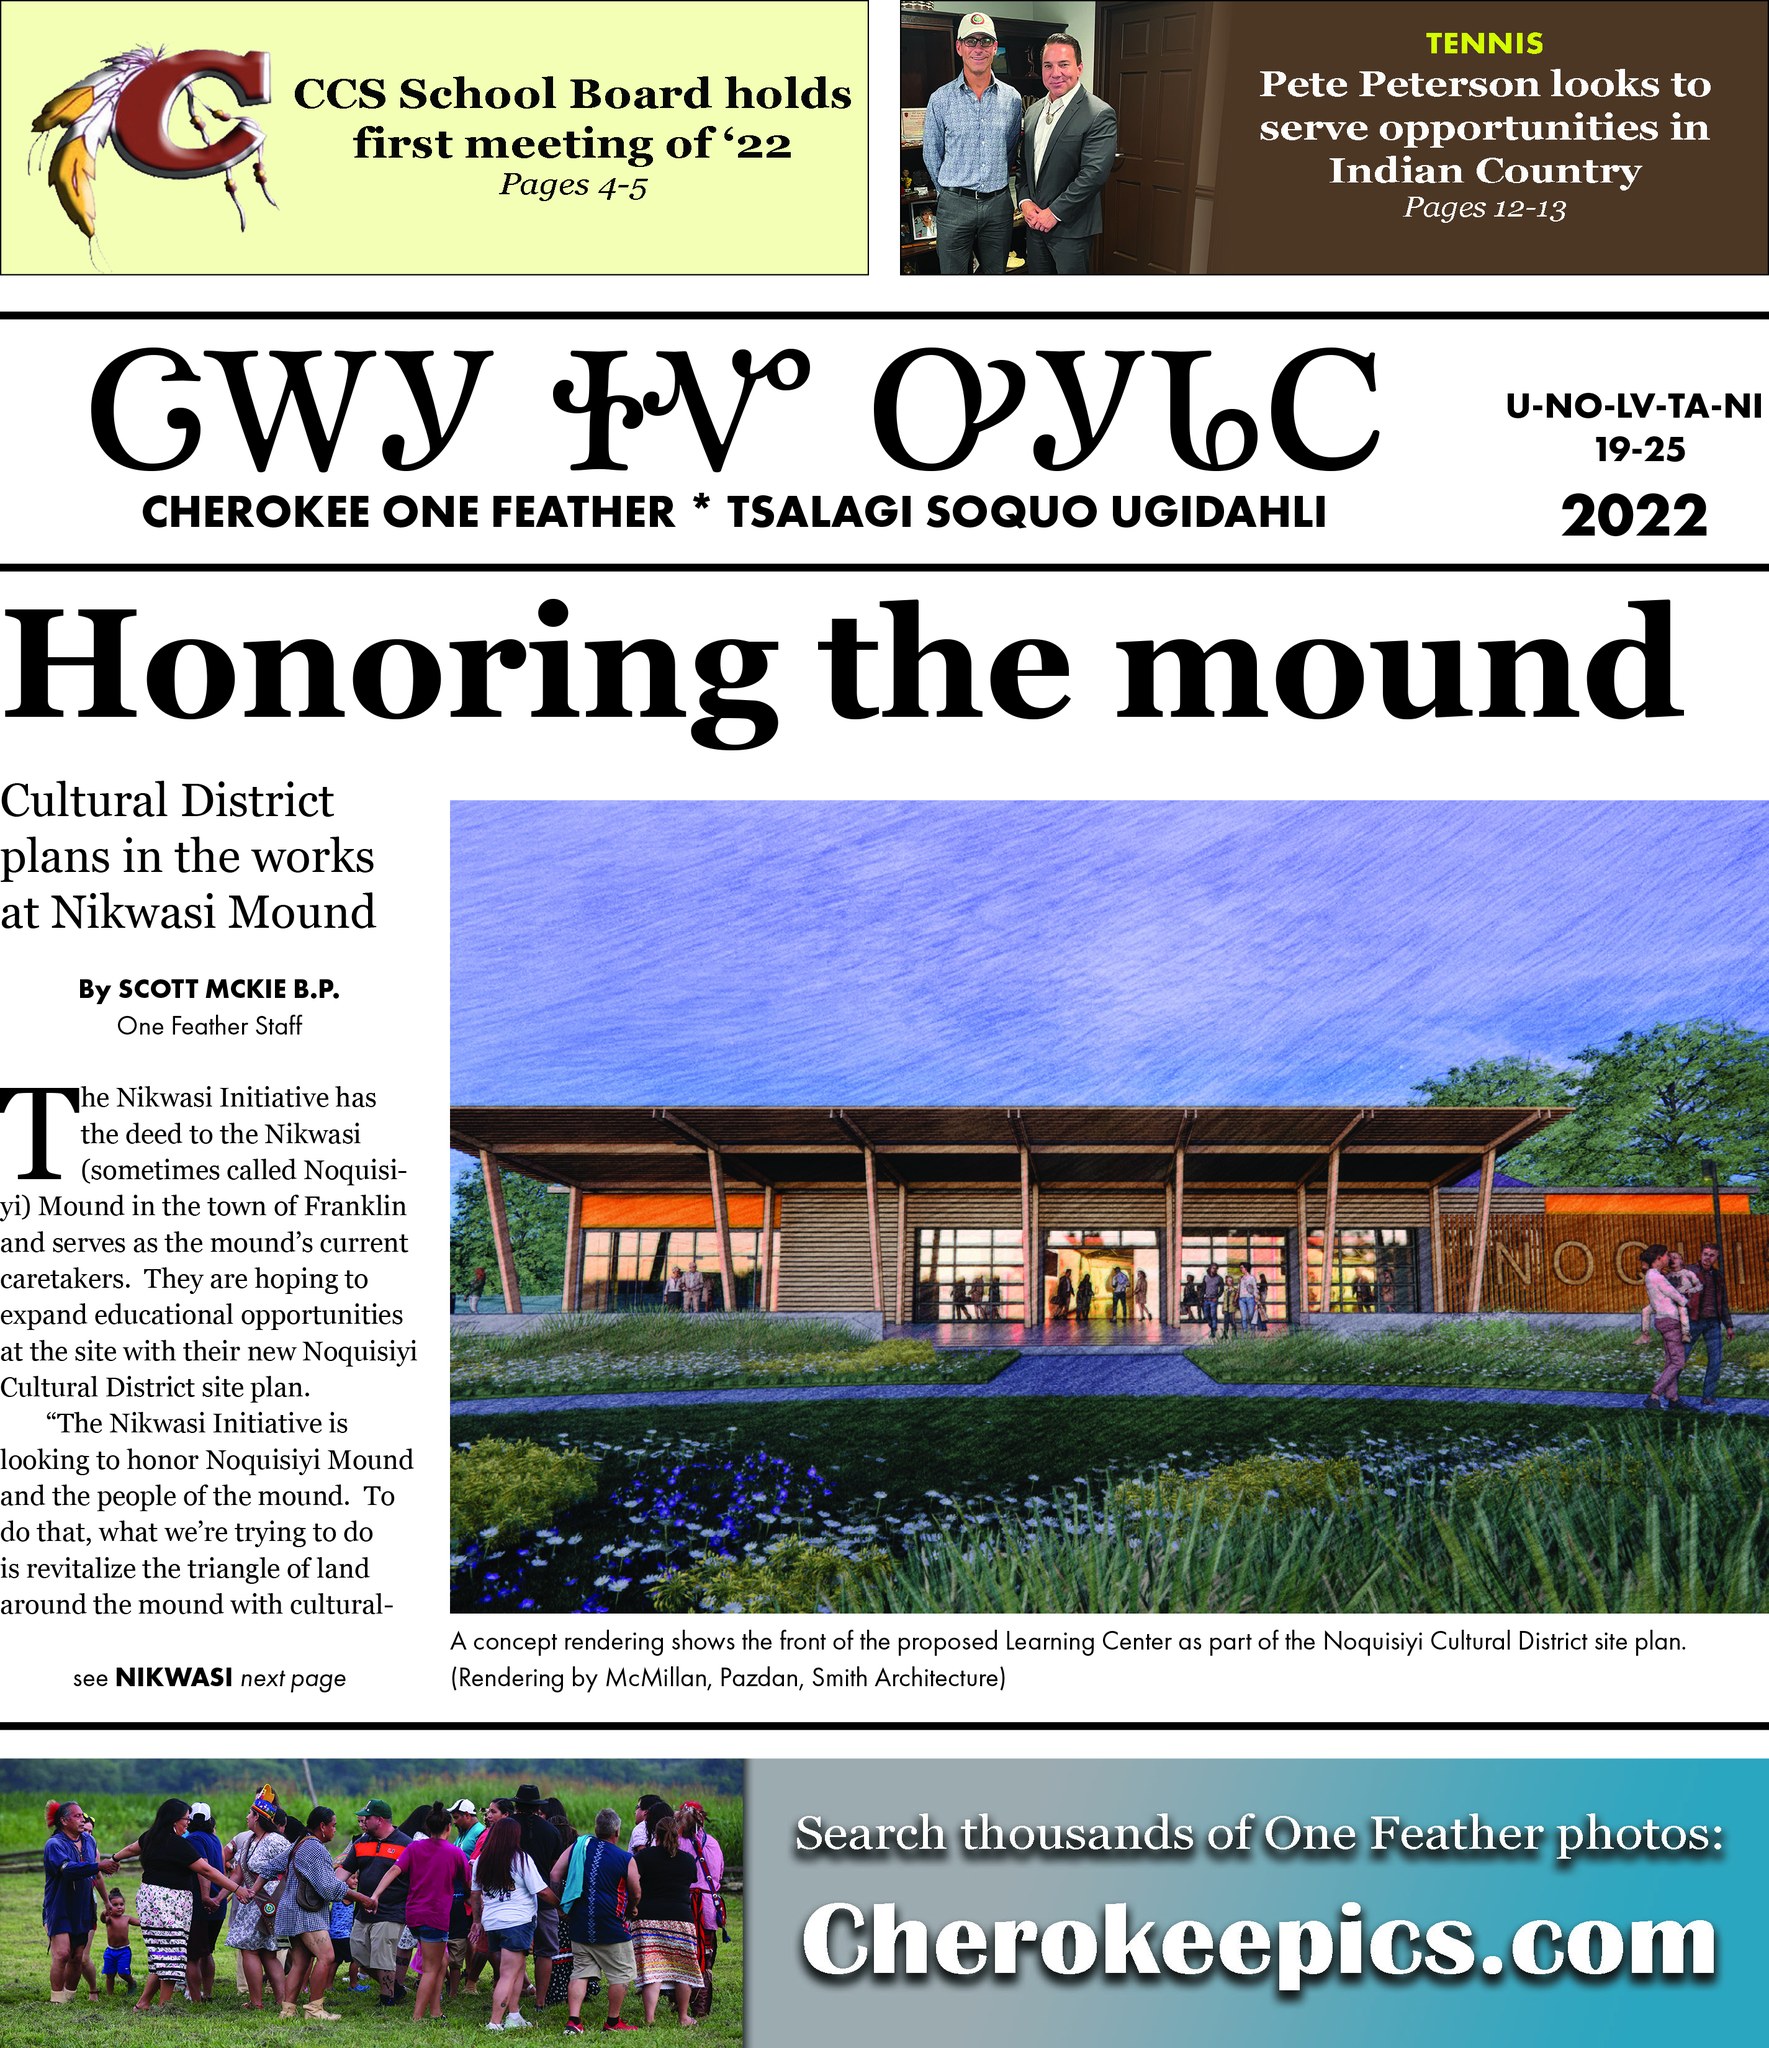 CCS School Board holds
first meeting of ‘22
Pages 4-5
TENNIS
Pete Peterson looks to
serve opportunities in
Indian Country
Pages 12-13
ᏣᎳᎩ ᏐᏉ ᎤᎩᏓᏟ
CHEROKEE ONE FEATHER * TSALAGI SOQUO UGIDAHLI
U-NO-LV-TA-NI
19-25
2022
Honoring the mound
Cultural District
plans in the works
at Nikwasi Mound
By SCOTT MCKIE B.P.
One Feather Staff
The Nikwasi Initiative has
the deed to the Nikwasi
(sometimes called Noquisi-
yi) Mound in the town of Franklin
and serves as the mound’s current
caretakers.  They are hoping to
expand educational opportunities
at the site with their new Noquisiyi
Cultural District site plan.
“The Nikwasi Initiative is
looking to honor Noquisiyi Mound
and the people of the mound.  To
do that, what we’re trying to do
is revitalize the triangle of land
around the mound with cultural-
see NIKWASI next page
NOQUI
A concept rendering shows the front of the proposed Learning Center as part of the Noquisiyi Cultural District site plan.
(Rendering by McMillan, Pazdan, Smith Architecture)
Search thousands of One Feather photos:
Cherokeepics.com